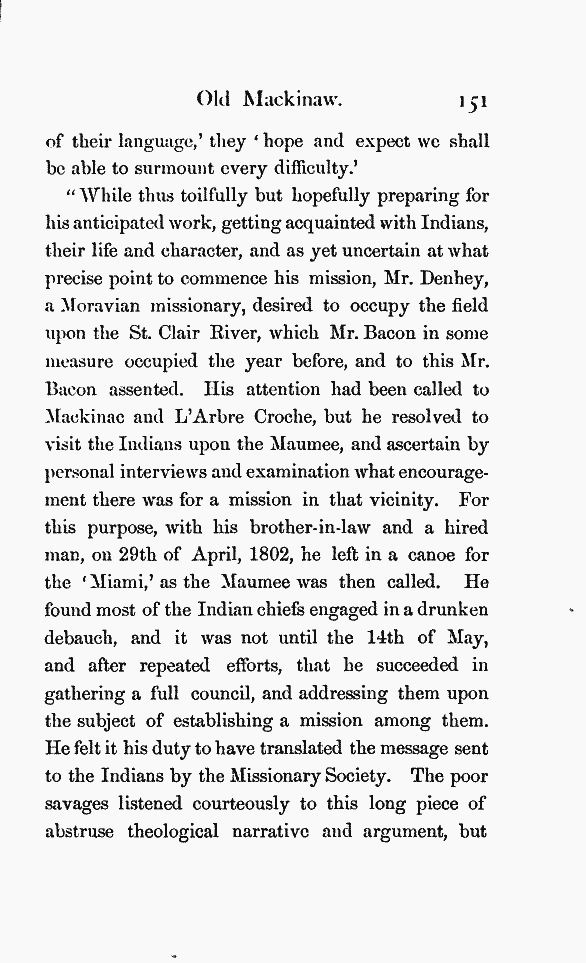 Old Mackinaw. 151
of their language,’ they ‘hope and expect we shall
be able to surmount every difficulty.’
“While thus toilfully but hopefully preparing for
his anticipated work, getting acquainted with Indians,
their life and character, and as yet uncertain at what
precise point to commence his mission, Mr. Denhey,
a Moravian missionary, desired to occupy the field
upon the St. Clair River, which Mr. Bacon in some
measure occupied the year before, and to this Mr.
Bacon assented. His attention had been called to
Mackinac and L’Arbre Croche, but he resolved to
visit the Indians upon the Maumee, and ascertain by
personal interviews and examination what encourage-
ment there was for a mission in that vicinity. For
this purpose, with his brother-in-law and a hired
man, on 29th of April, 1802, he left in a canoe for
the ‘Miami,’ as the Maumee was then called. He
found most of the Indian chiefs engaged in a drunken
debauch, and it was not until the 14th of May,
and after repeated efforts, that he succeeded in
gathering a full council, and addressing them upon
the subject of establishing a mission among them.
He felt it his duty to have translated the message sent
to the Indians by the Missionary Society. The poor
savages listened courteously to this long piece of
abstruse theological narrative and argument, but